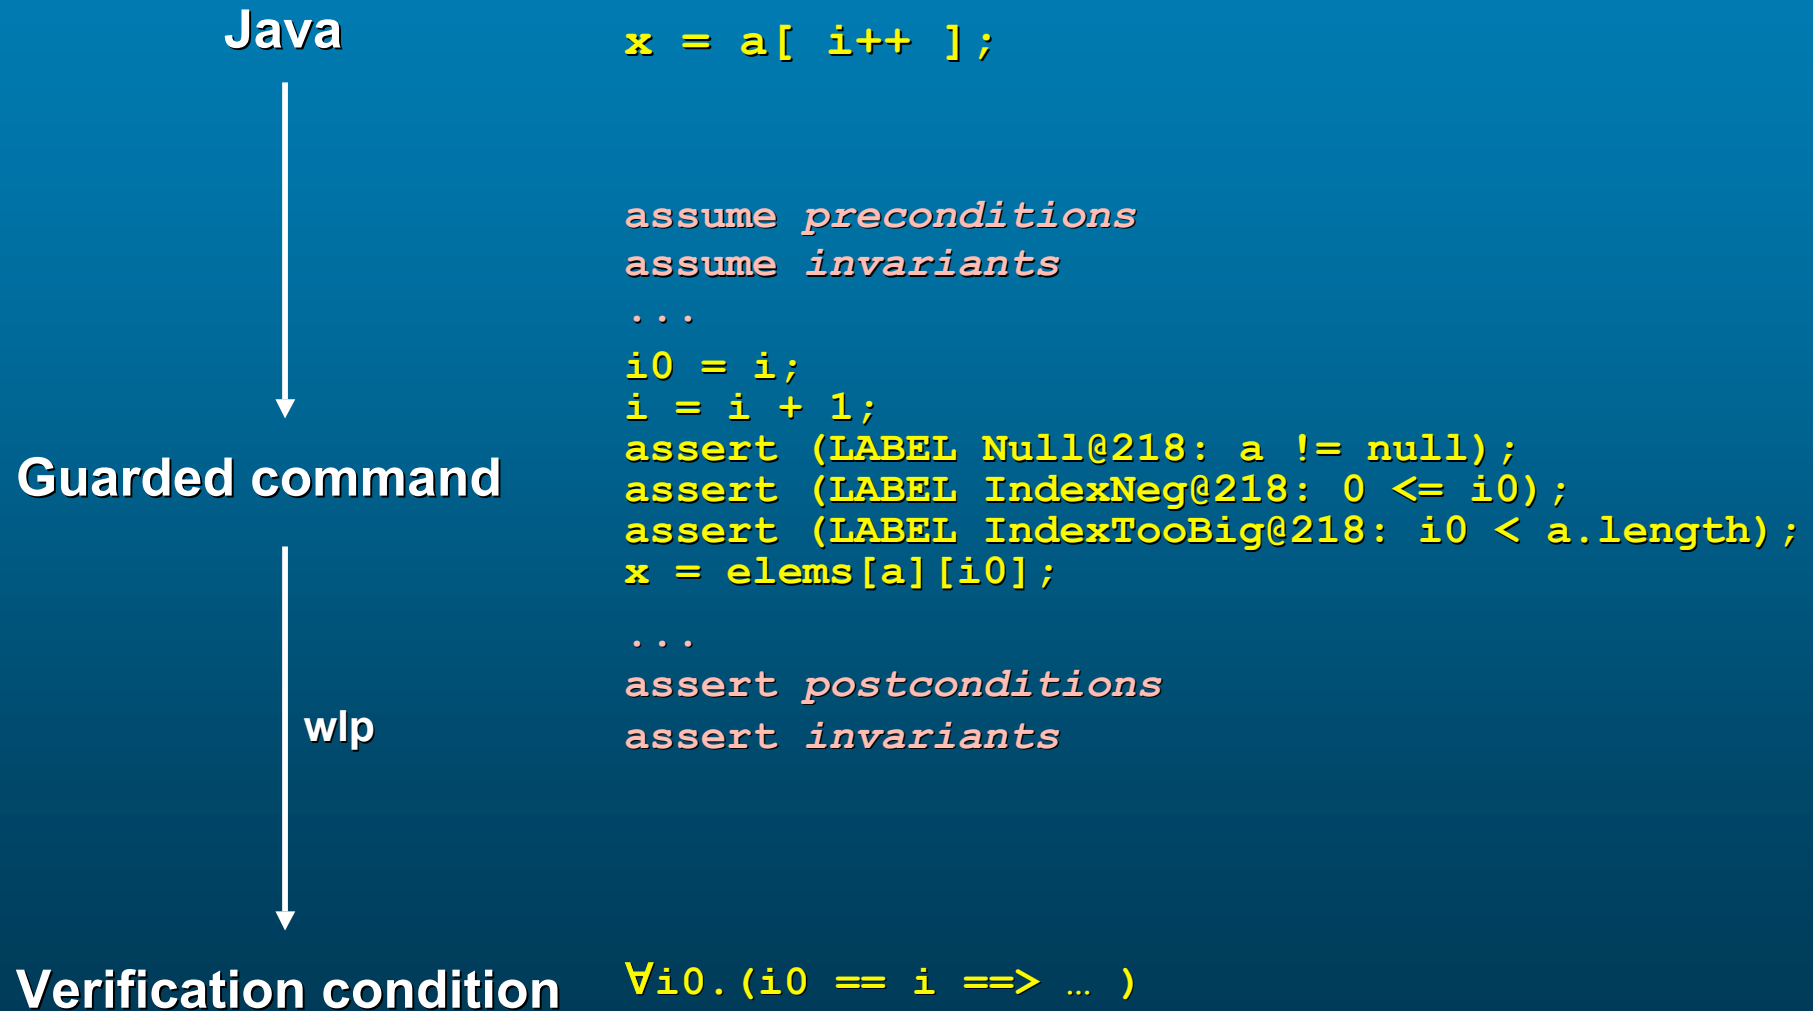 Java
x = a[ i++ ];
assume preconditions
assume invariants
...
i0 = i;
i = i + 1;
assert (LABEL Null@218: a != null);
Guarded command
assert (LABEL IndexNeg@218: 0 <= i0);
assert (LABEL IndexTooBig@218: i0 < a.length);
x = elems[a][i0];
...
assert postconditions
wlp
assert invariants
Verification condition
∀i0.(i0 == i ==> … )